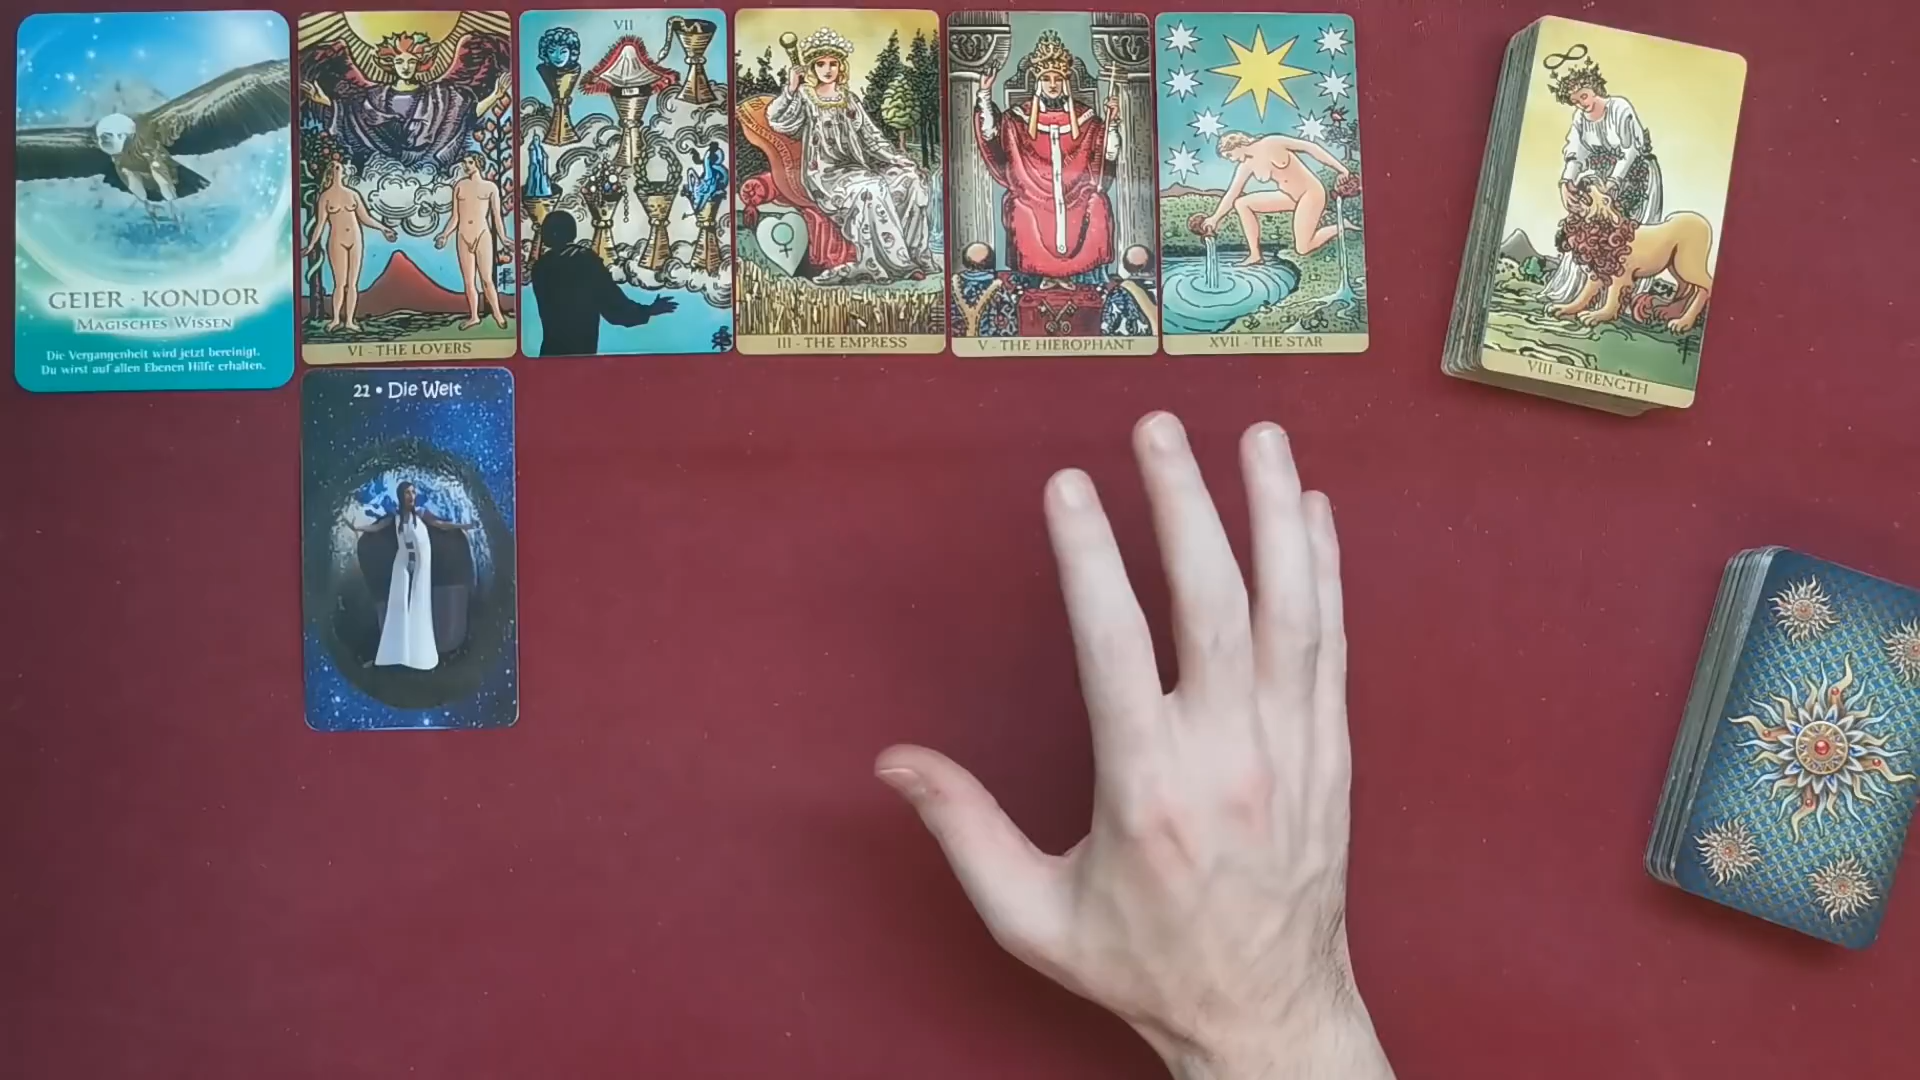 GEIER · KONDOR
MAGISCHES WISSEN
Die Vergangenheit wird jetzt bereinigt.
Du wirst auf allen Ebenen Hilfe erhalten.
VI - THE LOVERS
VII
III - THE EMPRESS
V - THE HIEROPHANT
XVII - THE STAR
VIII - STRENGTH
21 • Die Welt